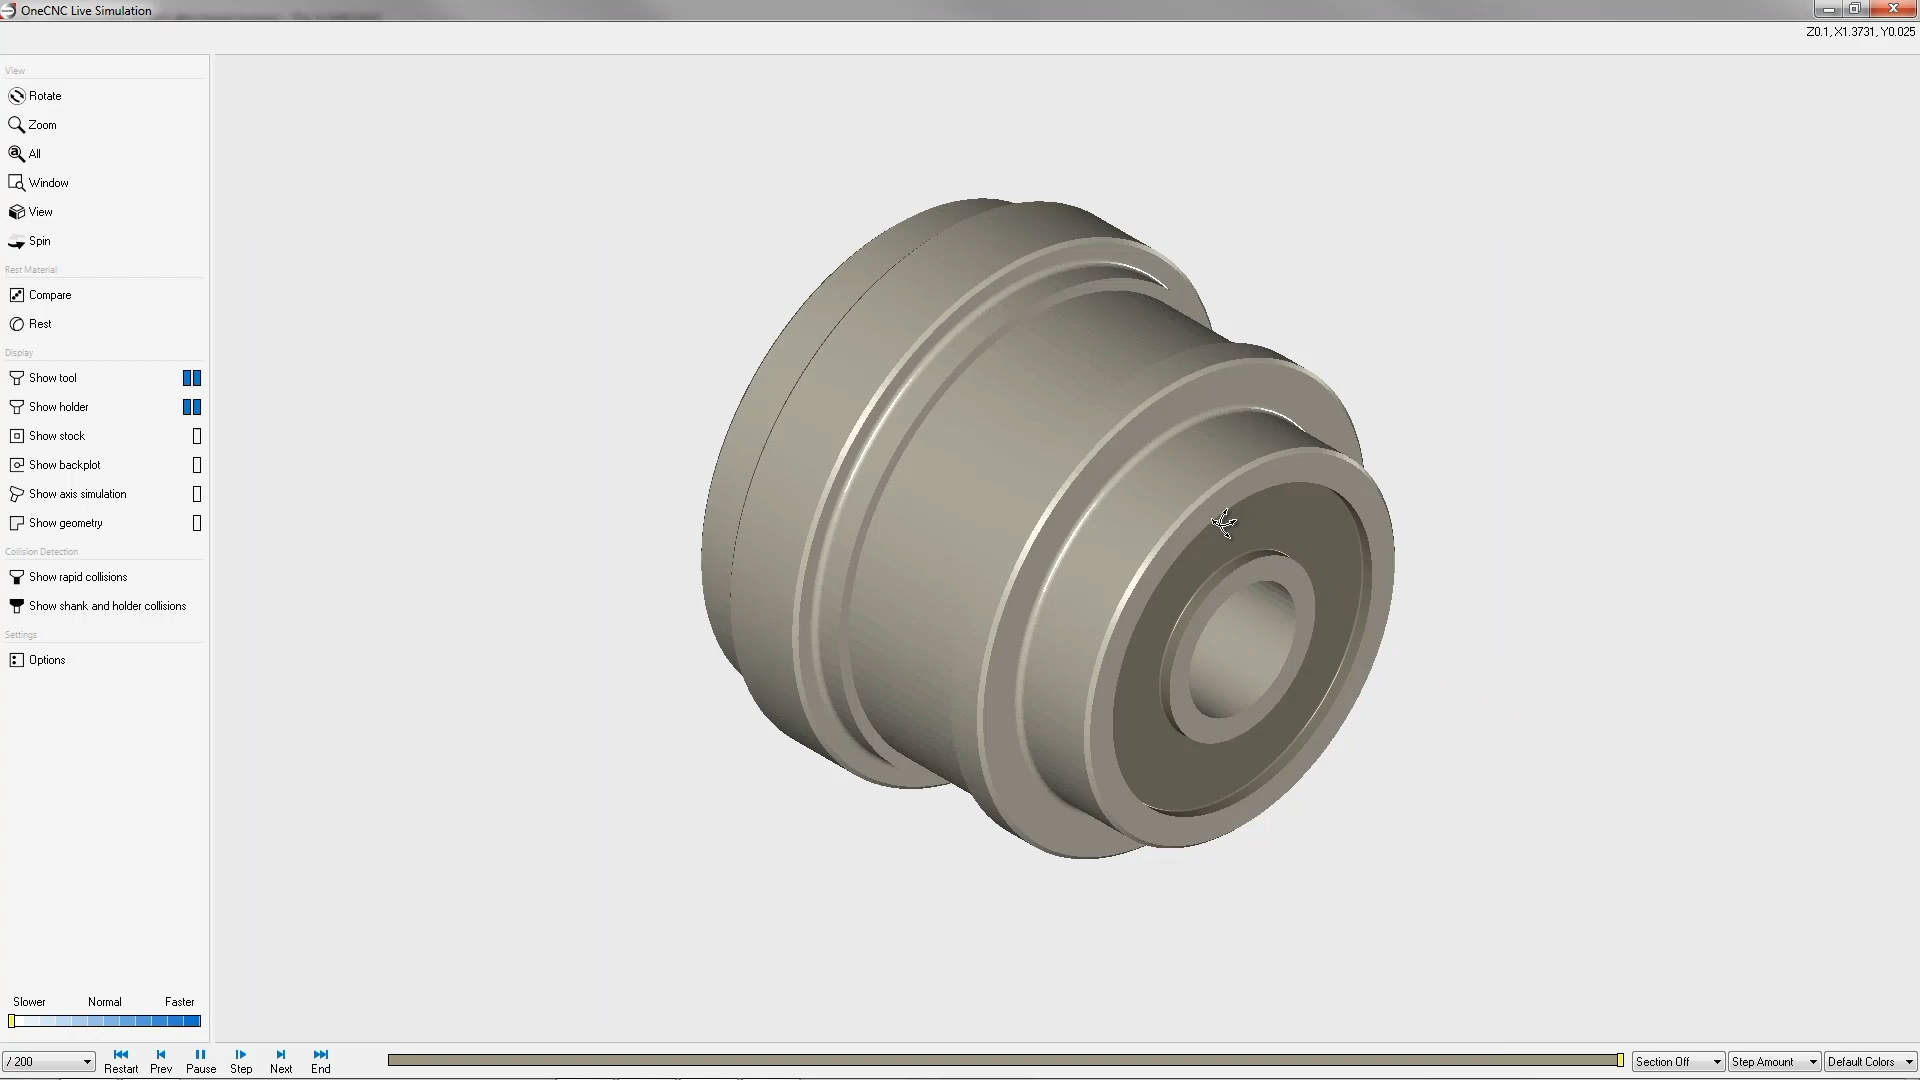 OneCNC Live Simulation
Z0.1, X1.3731, Y0.025
View
Rotate
Zoom
All
Window
View
Spin
Rest Material
Compare
Rest
Display
Show tool
Show holder
Show stock
Show backplot
Show axis simulation
Show geometry
Collision Detection
Show rapid collisions
Show shank and holder collisions
Settings
Options
Slower Normal Faster
/ 200 Restart Prev Pause Step Next End Section Off Step Amount Default Colors